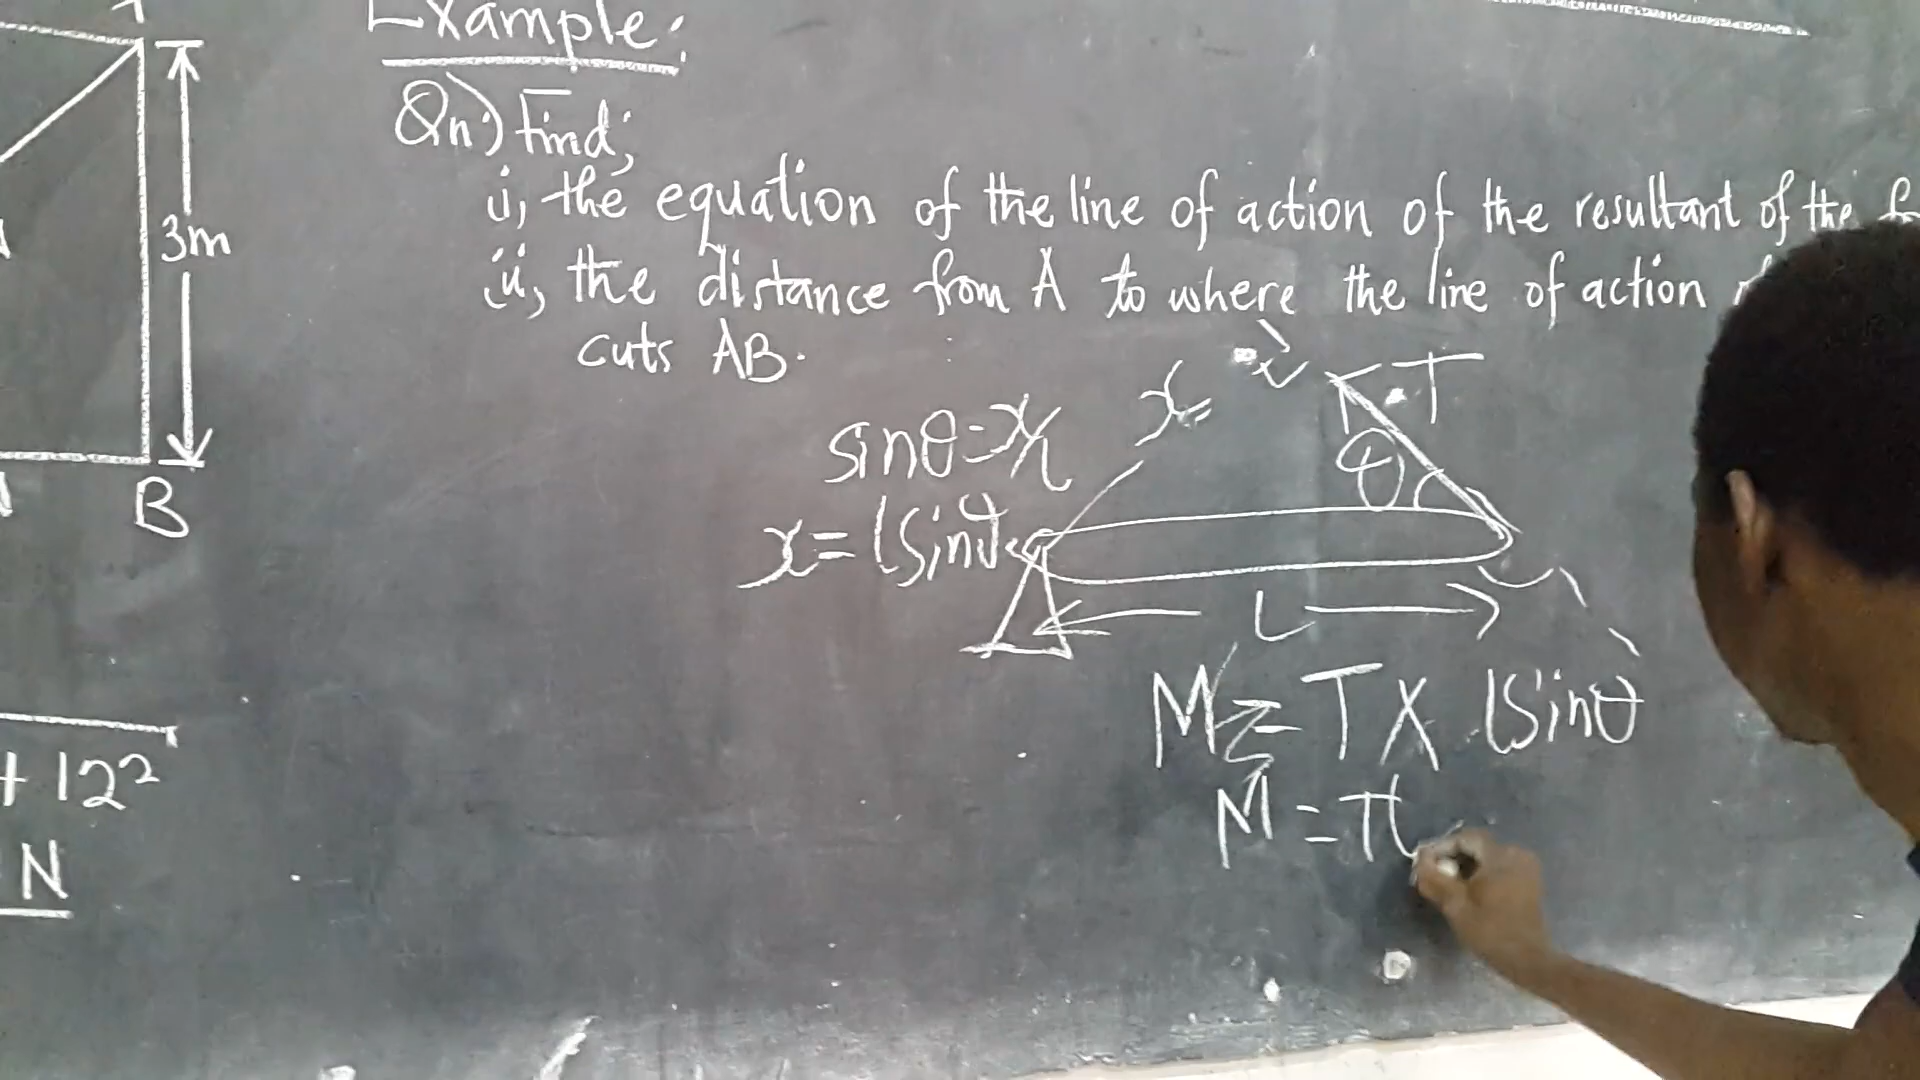 Example:
Qn) Find;
i, the equation of the line of action of the resultant of the
ii, the distance from A to where the line of action
cuts AB.
3m
B
+ 12²
N
sinθ=x/l
x= lsinθ
x=
T
θ
L
M = T x lsinθ
M = Tl